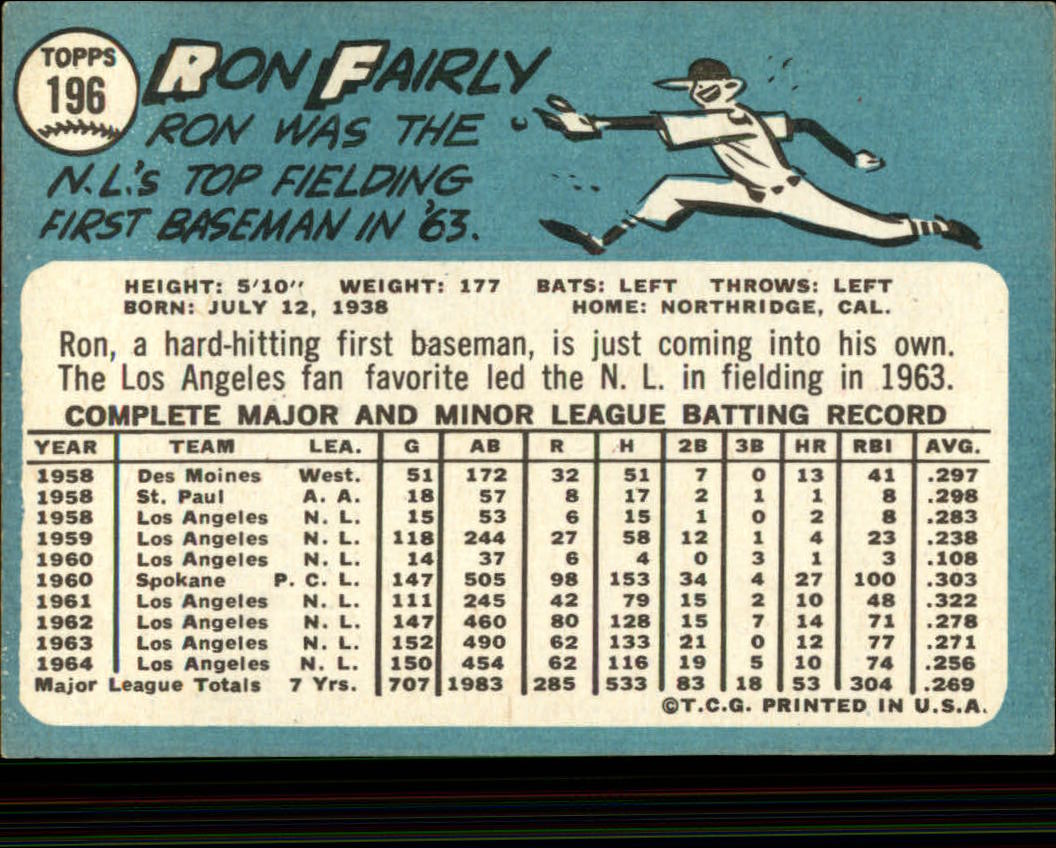 TOPPS
196
RON FAIRLY
RON WAS THE
N.L.'s TOP FIELDING
FIRST BASEMAN IN '63.
HEIGHT: 5'10" WEIGHT: 177 BATS: LEFT THROWS: LEFT
BORN: JULY 12, 1938 HOME: NORTHRIDGE, CAL.
Ron, a hard-hitting first baseman, is just coming into his own.
The Los Angeles fan favorite led the N. L. in fielding in 1963.
COMPLETE MAJOR AND MINOR LEAGUE BATTING RECORD
YEAR TEAM LEA. G AB R H 2B 3B HR RBI AVG.
1958 Des Moines West. 51 172 32 51 7 0 13 41 .297
1958 St. Paul A. A. 18 57 8 17 2 1 1 8 .298
1958 Los Angeles N. L. 15 53 6 15 1 0 2 8 .283
1959 Los Angeles N. L. 118 244 27 58 12 1 4 23 .238
1960 Los Angeles N. L. 14 37 6 4 0 3 1 3 .108
1960 Spokane P. C. L. 147 505 98 153 34 4 27 100 .303
1961 Los Angeles N. L. 111 245 42 79 15 2 10 48 .322
1962 Los Angeles N. L. 147 460 80 128 15 7 14 71 .278
1963 Los Angeles N. L. 152 490 62 133 21 0 12 77 .271
1964 Los Angeles N. L. 150 454 62 116 19 5 10 74 .256
Major League Totals 7 Yrs. 707 1983 285 533 83 18 53 304 .269
©T.C.G. PRINTED IN U.S.A.